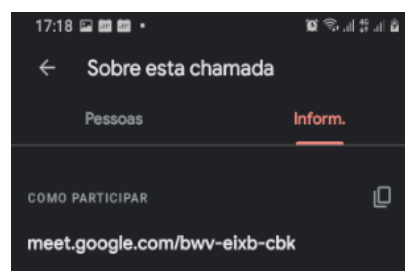 17:18
Sobre esta chamada
Pessoas Inform.
COMO PARTICIPAR
meet.google.com/bwv-eixb-cbk